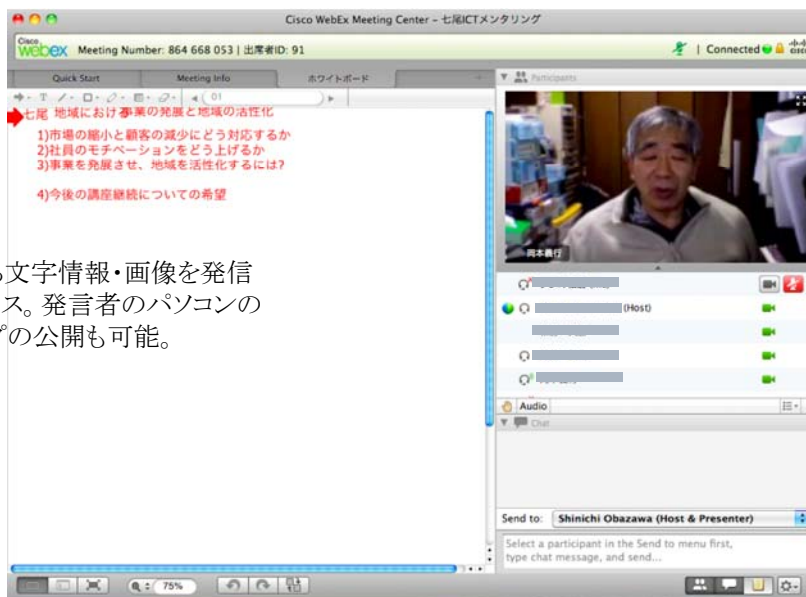 Cisco WebEx Meeting Center – 七尾ICTメンタリング
Cisco
webex Meeting Number: 864 668 053 | 出席者ID: 91
| Connected
Quick Start
Meeting Info
ホワイトボード
Participants
T
01
七尾 地域における事業の発展と地域の活性化
1)市場の縮小と顧客の減少にどう対応するか
2)社員のモチベーションをどう上げるか
3)事業を発展させ、地域を活性化するには?
4)今後の講座継続についての希望
文字情報・画像を発信
ス。発言者のパソコンの
の公開も可能。
岡本義行
(Host)
Audio
Chat
Send to: Shinichi Obazawa (Host & Presenter)
Select a participant in the Send to menu first,
type chat message, and send...
75%